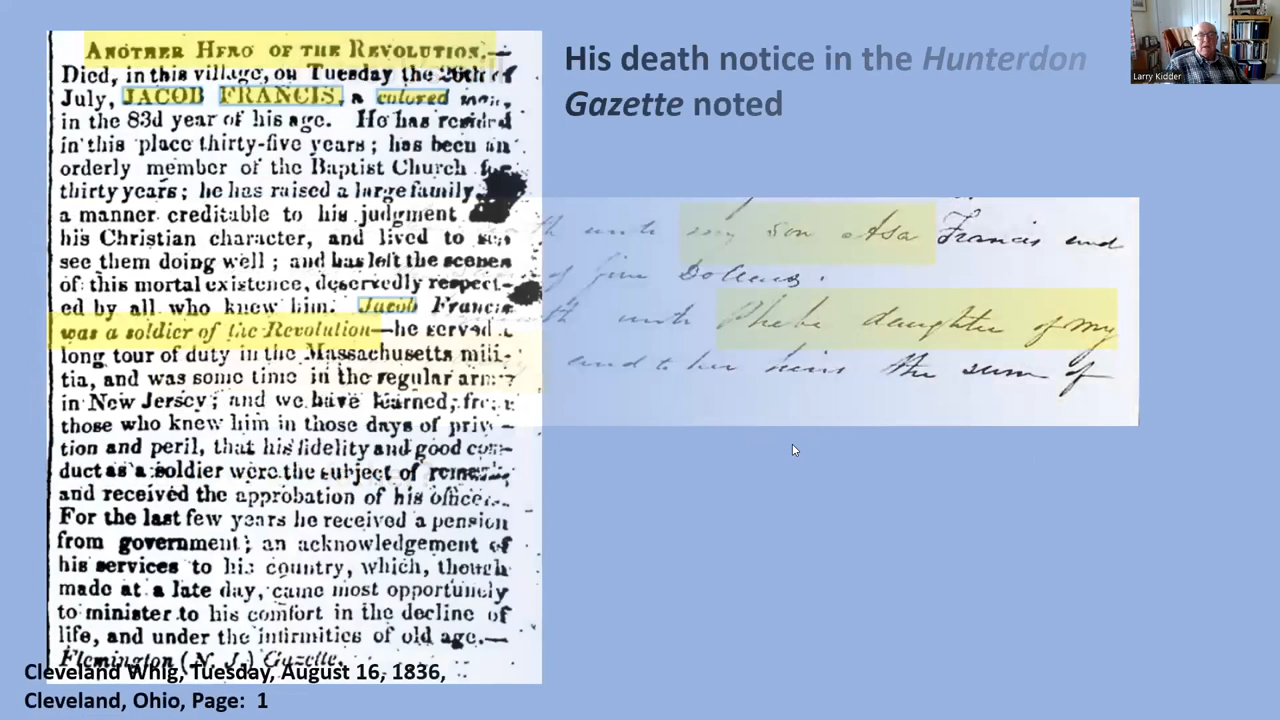 ANOTHER HERO OF THE REVOLUTION.—
Died, in this village, on Tuesday the 26th of
July, JACOB FRANCIS, a colored man,
in the 83d year of his age. He has resided
in this place thirty-five years; has been an
orderly member of the Baptist Church for
thirty years; he has raised a large family
a manner creditable to his judgment
his Christian character, and lived to
see them doing well; and has left the scenes
of this mortal existence, deservedly respect-
ed by all who knew him. Jacob Francis
was a soldier of the Revolution—he served a
long tour of duty in the Massachusetts mili-
tia, and was some time in the regular army
in New Jersey; and we have learned, from
those who knew him in those days of priv-
tion and peril, that his fidelity and good con-
duct as a soldier were the subject of
and received the approbation of his
For the last few years he received a pension
from government; an acknowledgement of
his services to his country, which, though
made at a late day, came most opportunely
to minister to his comfort in the decline of
life, and under the infirmities of old age.—
Flemington (N. J.) Gazette.
Cleveland Whig, Tuesday, August 16, 1836,
Cleveland, Ohio, Page: 1
His death notice in the Hunterdon
Gazette noted
unto my son Asa Francis and
of five Dollars.
unto Phebe daughter of my
and to her heirs the sum of
Larry Kidder